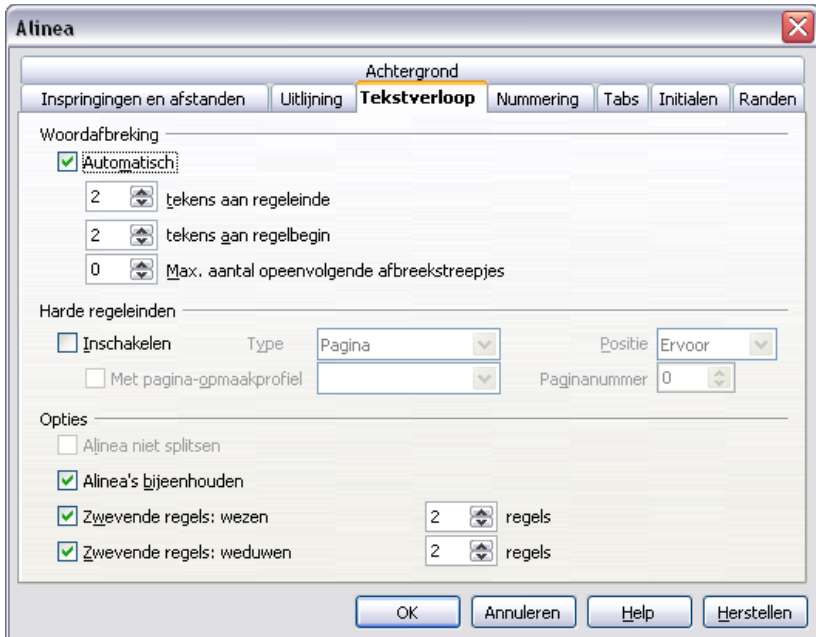 Alinea
Achtergrond
Inspringingen en afstanden Uitlijning Tekstverloop Nummering Tabs Initialen Randen
Woordafbreking
Automatisch
2 tekens aan regeleinde
2 tekens aan regelbegin
0 Max. aantal opeenvolgende afbreekstreepjes
Harde regeleinden
Inschakelen Type Pagina Positie Ervoor
Met pagina-opmaakprofiel Paginanummer 0
Opties
Alinea niet splitsen
Alinea's bijeenhouden
Zwevende regels: wezen 2 regels
Zwevende regels: weduwen 2 regels
OK Annuleren Help Herstellen